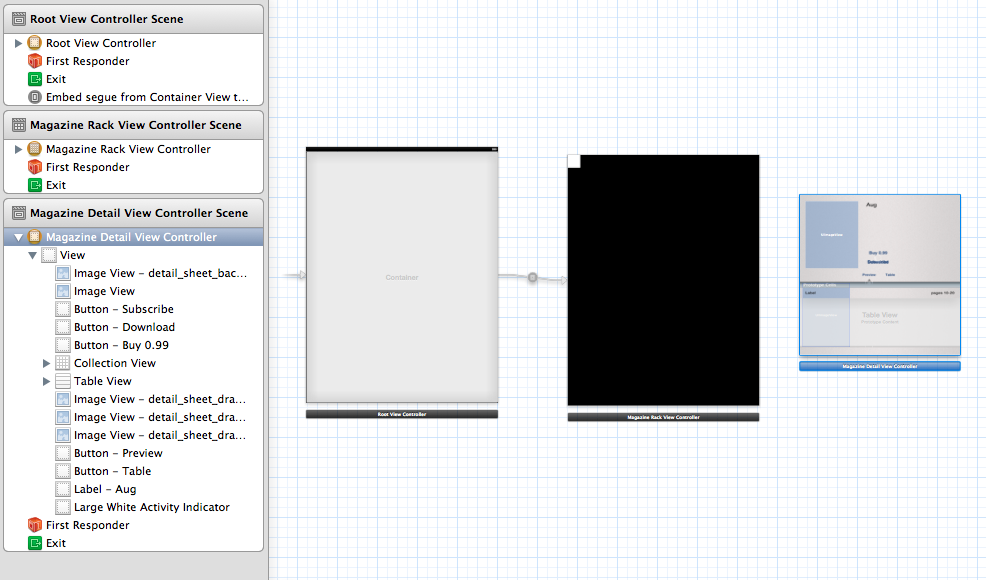 Root View Controller Scene
Root View Controller
First Responder
Exit
Embed segue from Container View t...
Magazine Rack View Controller Scene
Magazine Rack View Controller
First Responder
Exit
Magazine Detail View Controller Scene
Magazine Detail View Controller
View
Image View – detail_sheet_bac...
Image View
Button – Subscribe
Button – Download
Button – Buy 0.99
Collection View
Table View
Image View – detail_sheet_dra...
Image View – detail_sheet_dra...
Image View – detail_sheet_dra...
Button – Preview
Button – Table
Label – Aug
Large White Activity Indicator
First Responder
Exit
Container
Root View Controller
Magazine Rack View Controller
Aug
Buy 0.99
Preview Table
Prototype Cells
Label
pages 10-20
Table View
Prototype Content
Magazine Detail View Controller